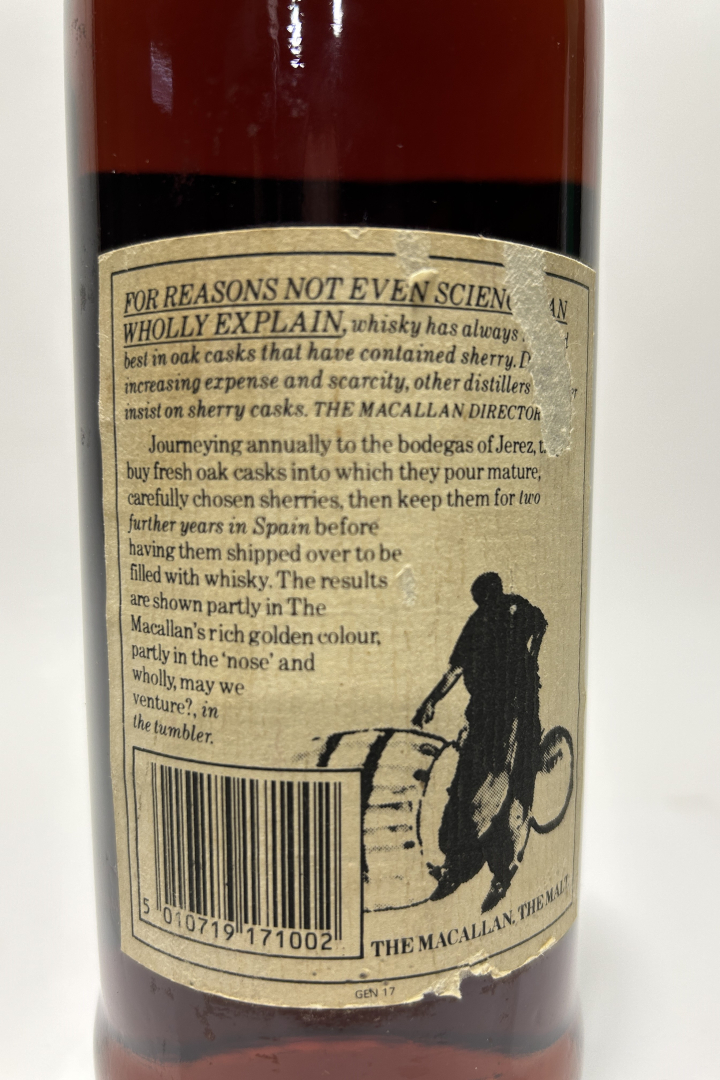 FOR REASONS NOT EVEN
WHOLLY EXPLAIN, whisky has always
best in oak casks that have contained sherry.
increasing expense and scarcity, other distillers
insist on sherry casks. THE MACALLAN
Journeying annually to the bodegas of Jerez,
buy fresh oak casks into which they pour mature,
carefully chosen sherries, then keep them for two
further years in Spain before
having them shipped over to be
filled with whisky. The results
are shown partly in The
Macallan's rich golden colour,
partly in the 'nose' and
wholly, may we
venture?, in
the tumbler.
5 010719 171002
THE MACALLAN. THE MALT
GEN 17